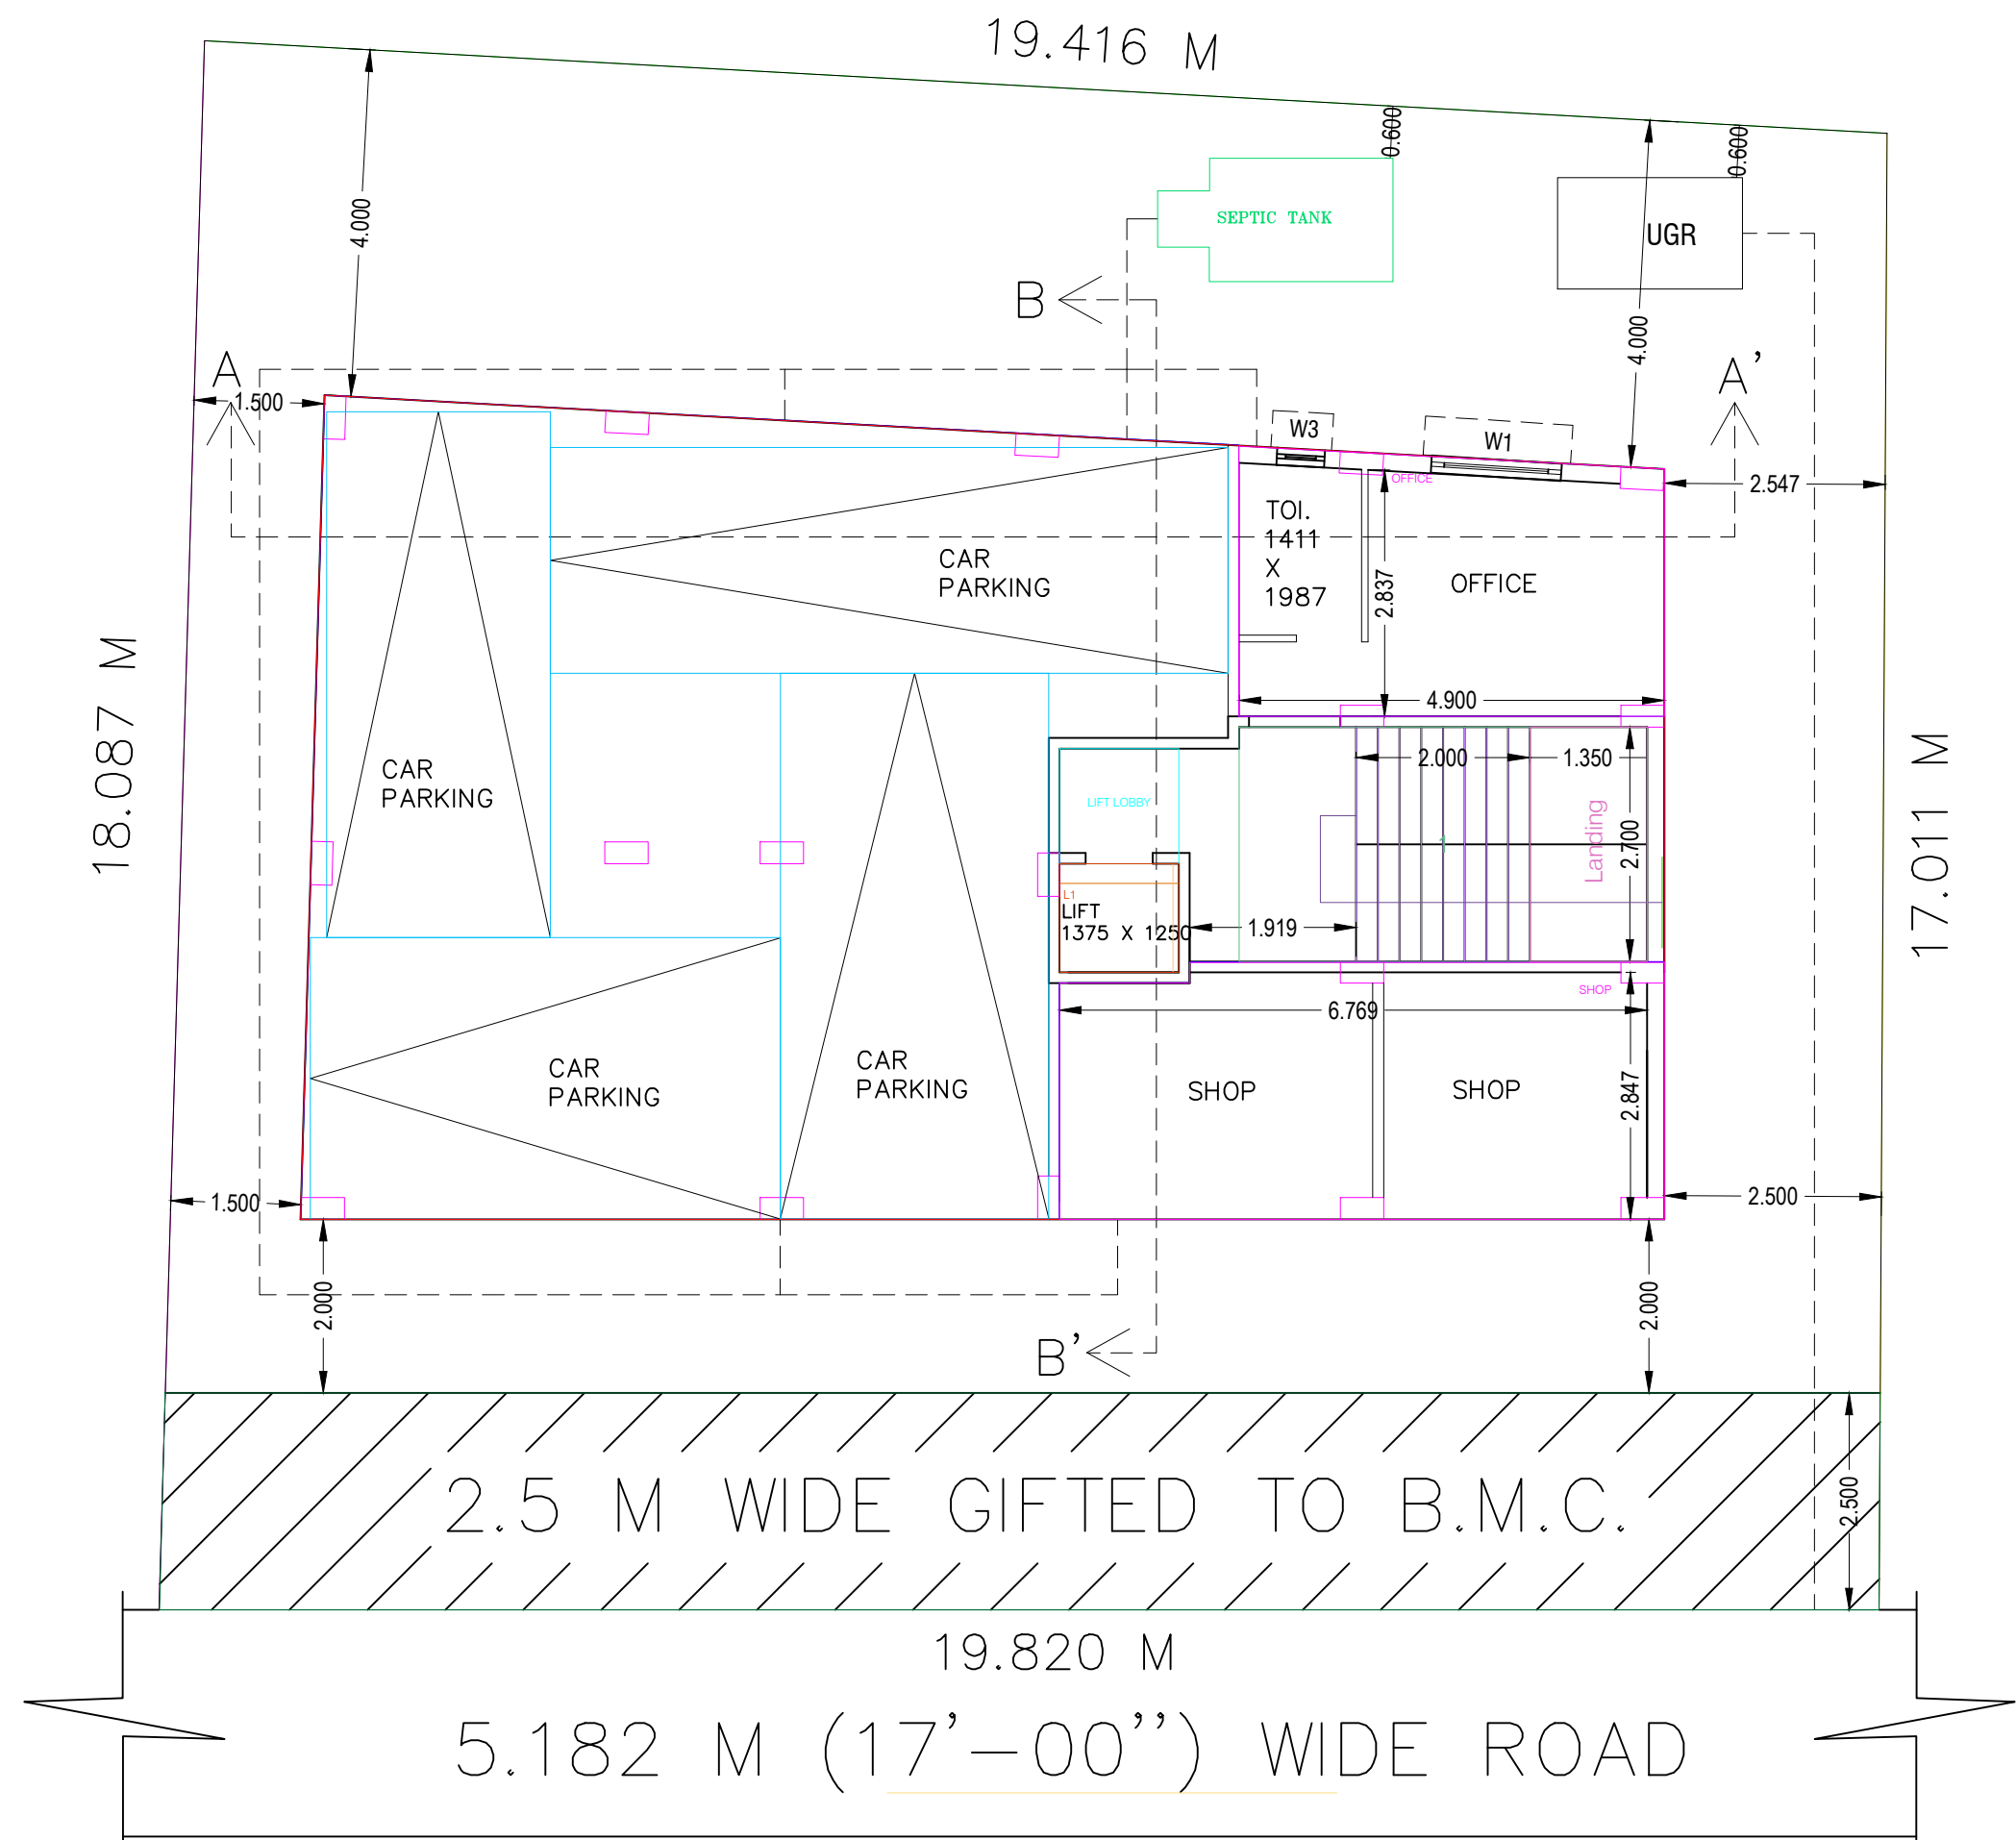 19.416 M
0.600
0.600
4.000
SEPTIC TANK
UGR
B
4.000
A
A'
1.500
W3
W1
OFFICE
2.547
TOI.
1411
X
1987
CAR
PARKING
2.837
OFFICE
18.087 M
4.900
17.011 M
CAR
PARKING
2.000
1.350
LIFT LOBBY
Landing
2.700
L1
LIFT
1375 X 1250
1.919
SHOP
6.769
CAR
PARKING
CAR
PARKING
SHOP
SHOP
2.847
1.500
2.500
2.000
2.000
B'
2.5 M WIDE GIFTED TO B.M.C.
2.500
19.820 M
5.182 M (17'-00'') WIDE ROAD